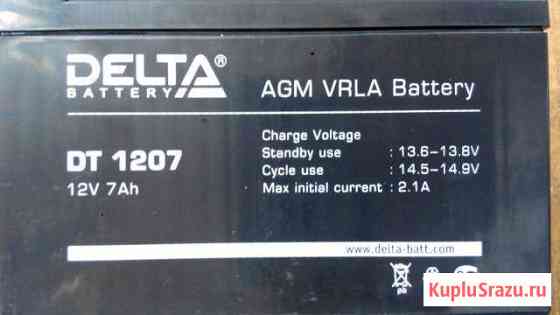 DELTA®
BATTERY
AGM VRLA Battery
DT 1207
12V 7Ah
Charge Voltage
Standby use : 13.6–13.8V
Cycle use : 14.5–14.9V
Max initial current : 2.1A
www.delta-batt.com
Pb
KupluSrazu.ru